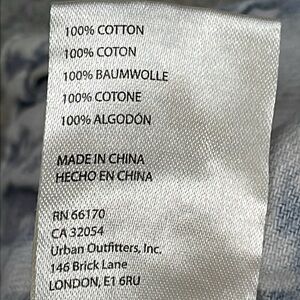 100% COTTON
100% COTON
100% BAUMWOLLE
100% COTONE
100% ALGODÓN
MADE IN CHINA
HECHO EN CHINA
RN 66170
CA 32054
Urban Outfitters, Inc.
146 Brick Lane
LONDON, E1 6RU